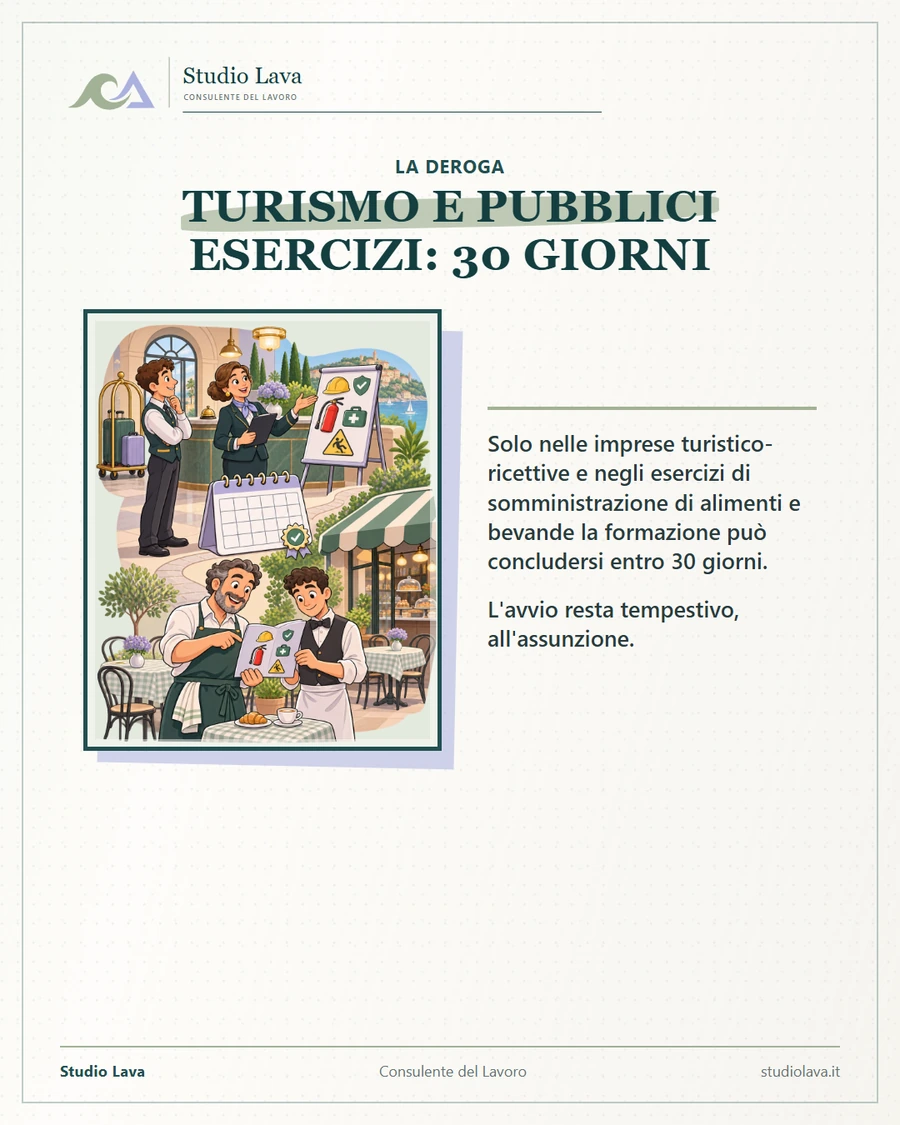 Studio Lava
CONSULENTE DEL LAVORO
LA DEROGA
TURISMO E PUBBLICI
ESERCIZI: 30 GIORNI
Solo nelle imprese turistico-
ricettive e negli esercizi di
somministrazione di alimenti e
bevande la formazione può
concludersi entro 30 giorni.
L'avvio resta tempestivo,
all'assunzione.
Studio Lava
Consulente del Lavoro
studiolava.it